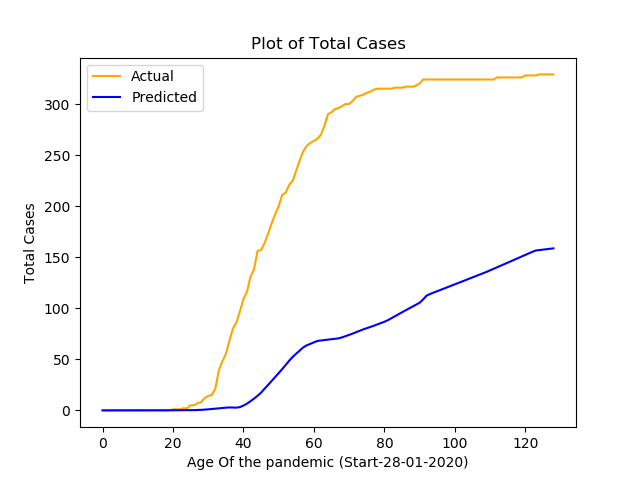 Plot of Total Cases
Actual
Predicted
Total Cases
300
250
200
150
100
50
0
0 20 40 60 80 100 120
Age Of the pandemic (Start-28-01-2020)